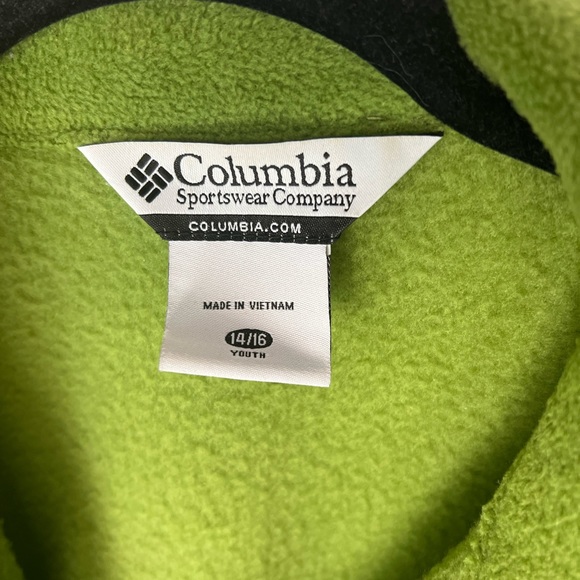 Columbia
Sportswear Company
COLUMBIA.COM
MADE IN VIETNAM
14/16
YOUTH